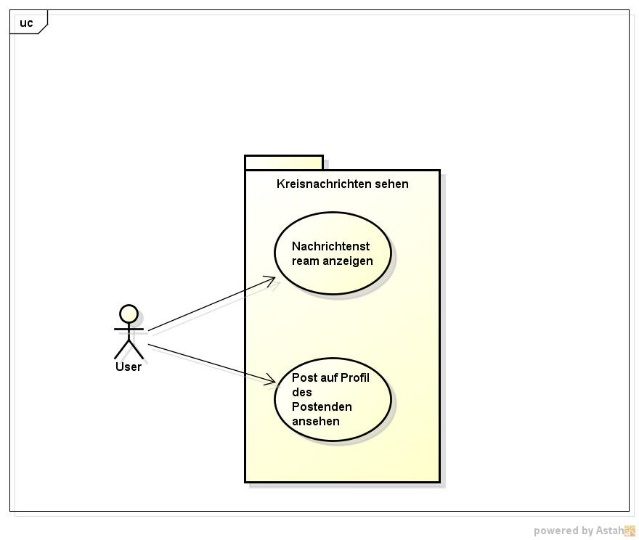 uc
Kreisnachrichten sehen
Nachrichtenst
ream anzeigen
User
Post auf Profil
des
Postenden
ansehen
powered by Astah